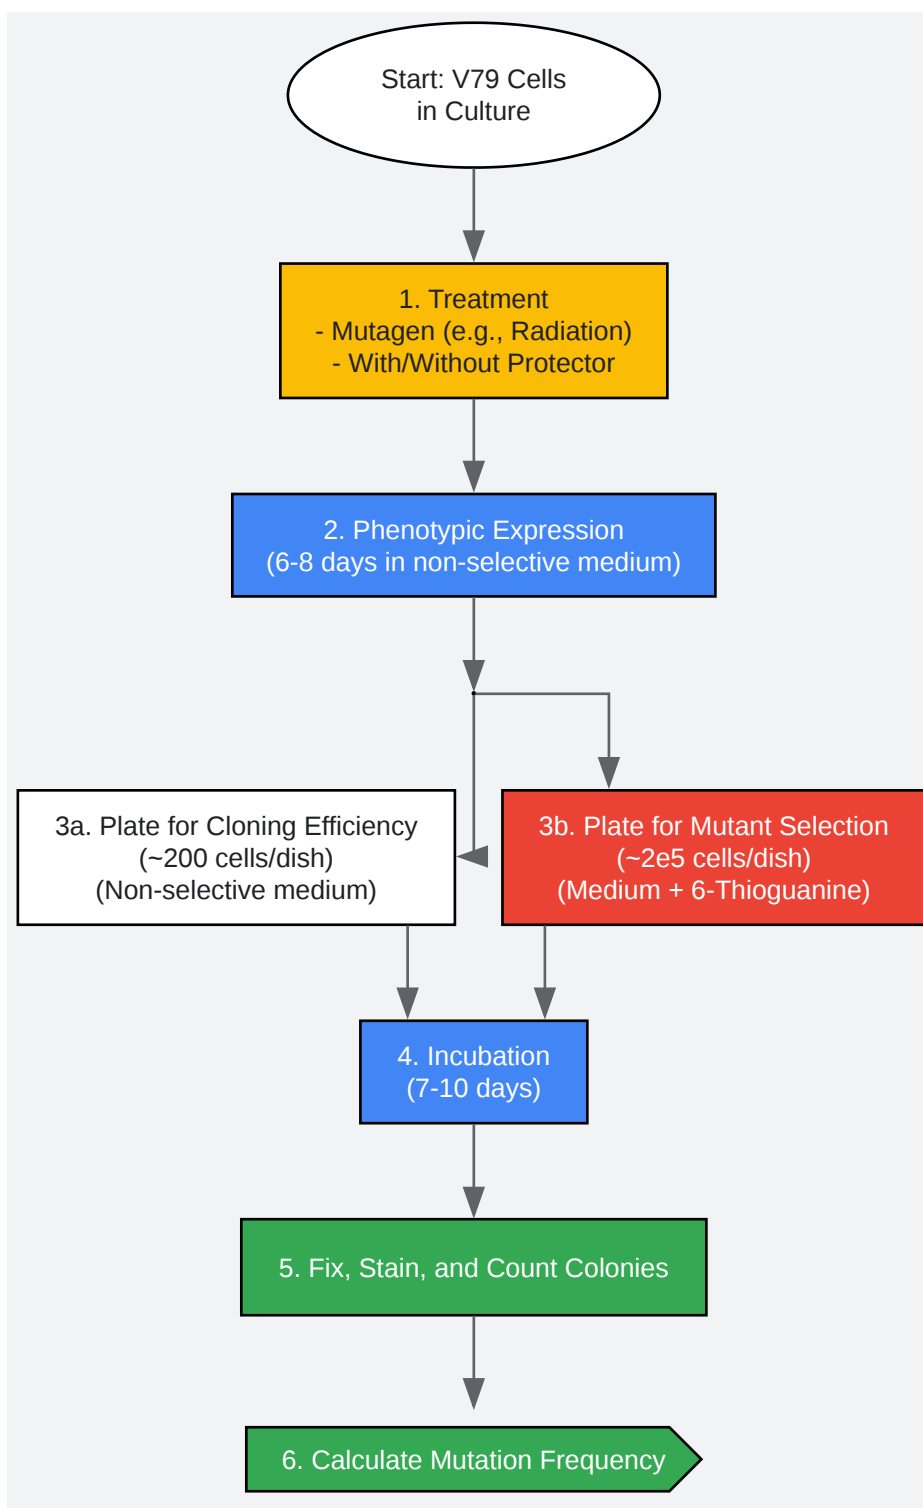 Start: V79 Cells
in Culture
1. Treatment
- Mutagen (e.g., Radiation)
- With/Without Protector
2. Phenotypic Expression
(6-8 days in non-selective medium)
3a. Plate for Cloning Efficiency
(~200 cells/dish)
(Non-selective medium)
3b. Plate for Mutant Selection
(~2e5 cells/dish)
(Medium + 6-Thioguanine)
4. Incubation
(7-10 days)
5. Fix, Stain, and Count Colonies
6. Calculate Mutation Frequency